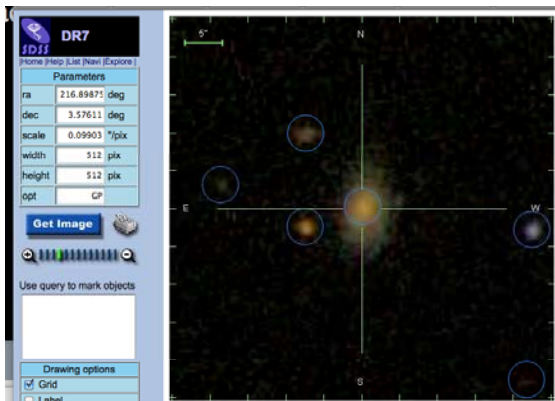 SDSS
DR7
|Home |Help |List |Navi |Explore |
Parameters
ra 216.89875 deg
dec 3.57611 deg
scale 0.09903 "/pix
width 512 pix
height 512 pix
opt GP
Get Image
Use query to mark objects
Drawing options
Grid
Label
5"
N
E
W
S